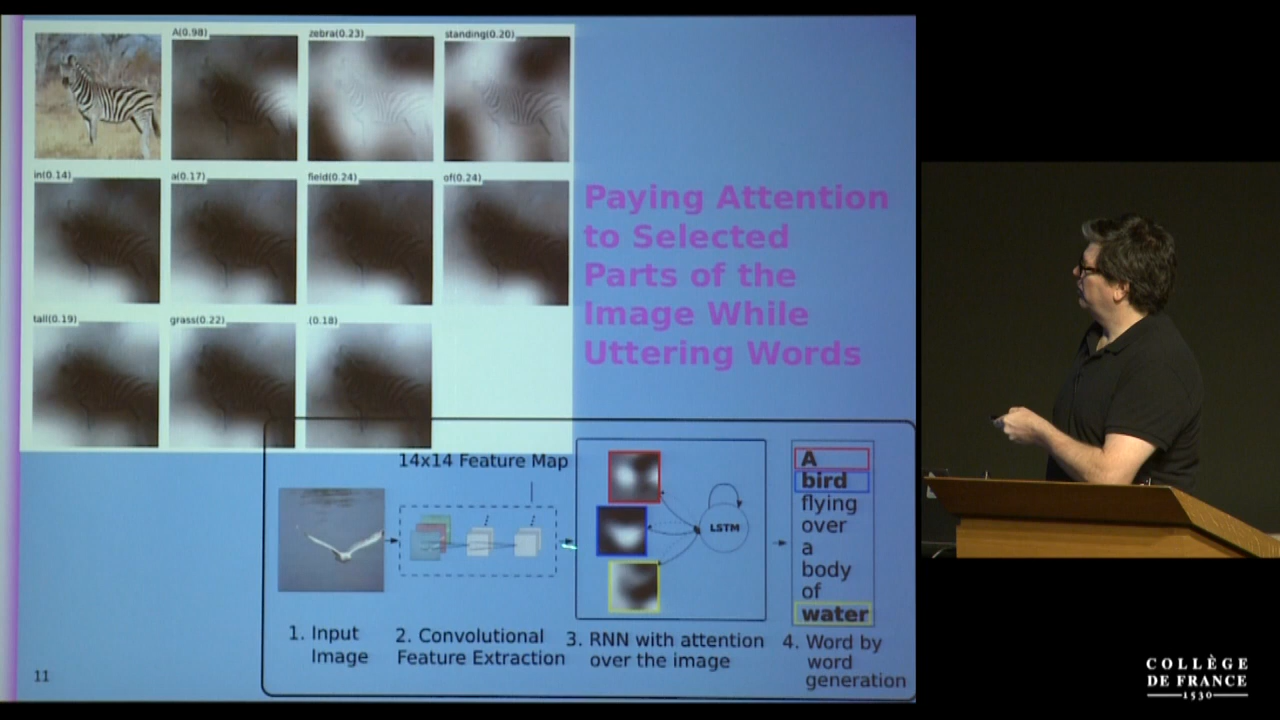 A(0.98)
zebra(0.23)
standing(0.20)
in(0.14)
a(0.17)
field(0.24)
of(0.24)
tall(0.19)
grass(0.22)
(0.18)
Paying Attention
to Selected
Parts of the
Image While
Uttering Words
14x14 Feature Map
LSTM
A
bird
flying
over
a
body
of
water
1. Input
Image
2. Convolutional
Feature Extraction
3. RNN with attention
over the image
4. Word by
word
generation
11
COLLÈGE
DE FRANCE
1530